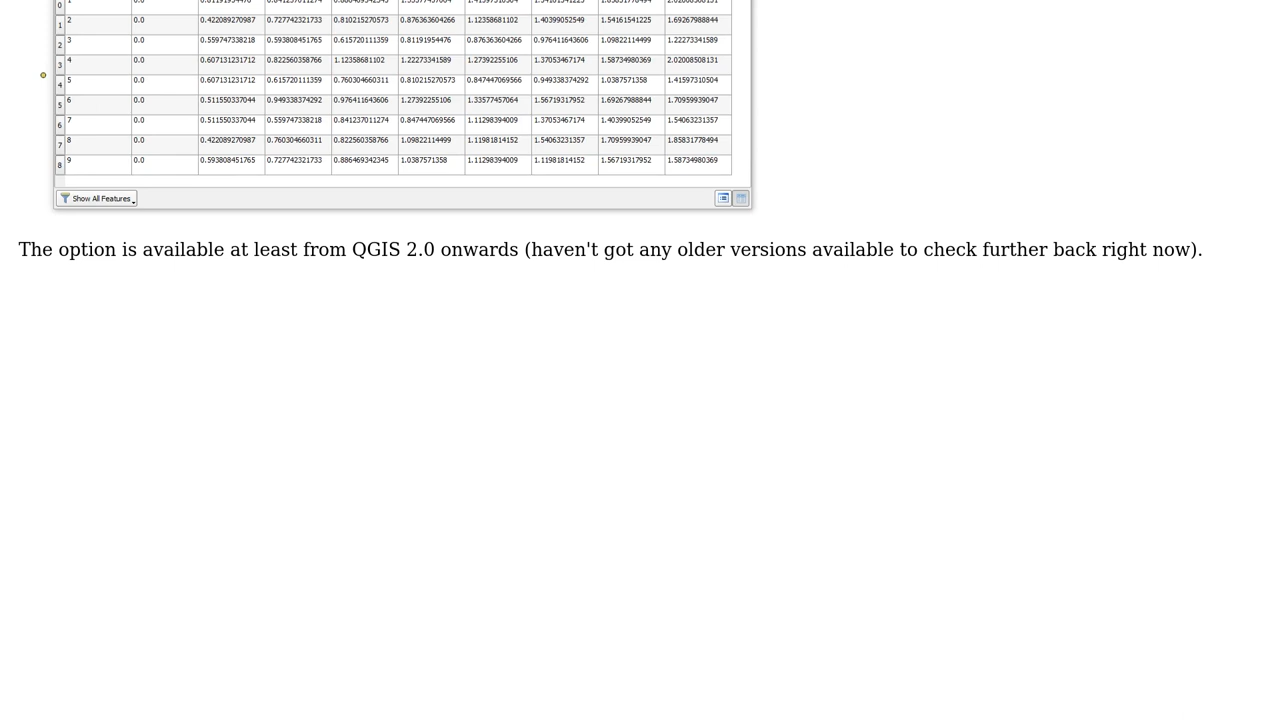 2 0.0 0.422089270987 0.727742321733 0.810215270573 0.876363604266 1.12358681102 1.40399052549 1.54161541225 1.69267988844
1
3 0.0 0.559747338218 0.593808451765 0.615720111359 0.81191954476 0.876363604266 0.976411643606 1.09822114499 1.22273341589
2
4 0.0 0.607131231712 0.822560358766 1.12358681102 1.22273341589 1.27392255106 1.37053467174 1.58734980369 2.02008508131
3
5 0.0 0.607131231712 0.615720111359 0.760304660311 0.810215270573 0.847447069566 0.949338374292 1.0387571358 1.41597310504
4
6 0.0 0.511550337044 0.949338374292 0.976411643606 1.27392255106 1.33577457064 1.56719317952 1.69267988844 1.70959939047
5
7 0.0 0.511550337044 0.559747338218 0.841237011274 0.847447069566 1.11298394009 1.37053467174 1.40399052549 1.54063231357
6
8 0.0 0.422089270987 0.760304660311 0.822560358766 1.09822114499 1.11981814152 1.54063231357 1.70959939047 1.85831778494
7
9 0.0 0.593808451765 0.727742321733 0.886469342345 1.0387571358 1.11298394009 1.11981814152 1.56719317952 1.58734980369
8
Show All Features
The option is available at least from QGIS 2.0 onwards (haven't got any older versions available to check further back right now).